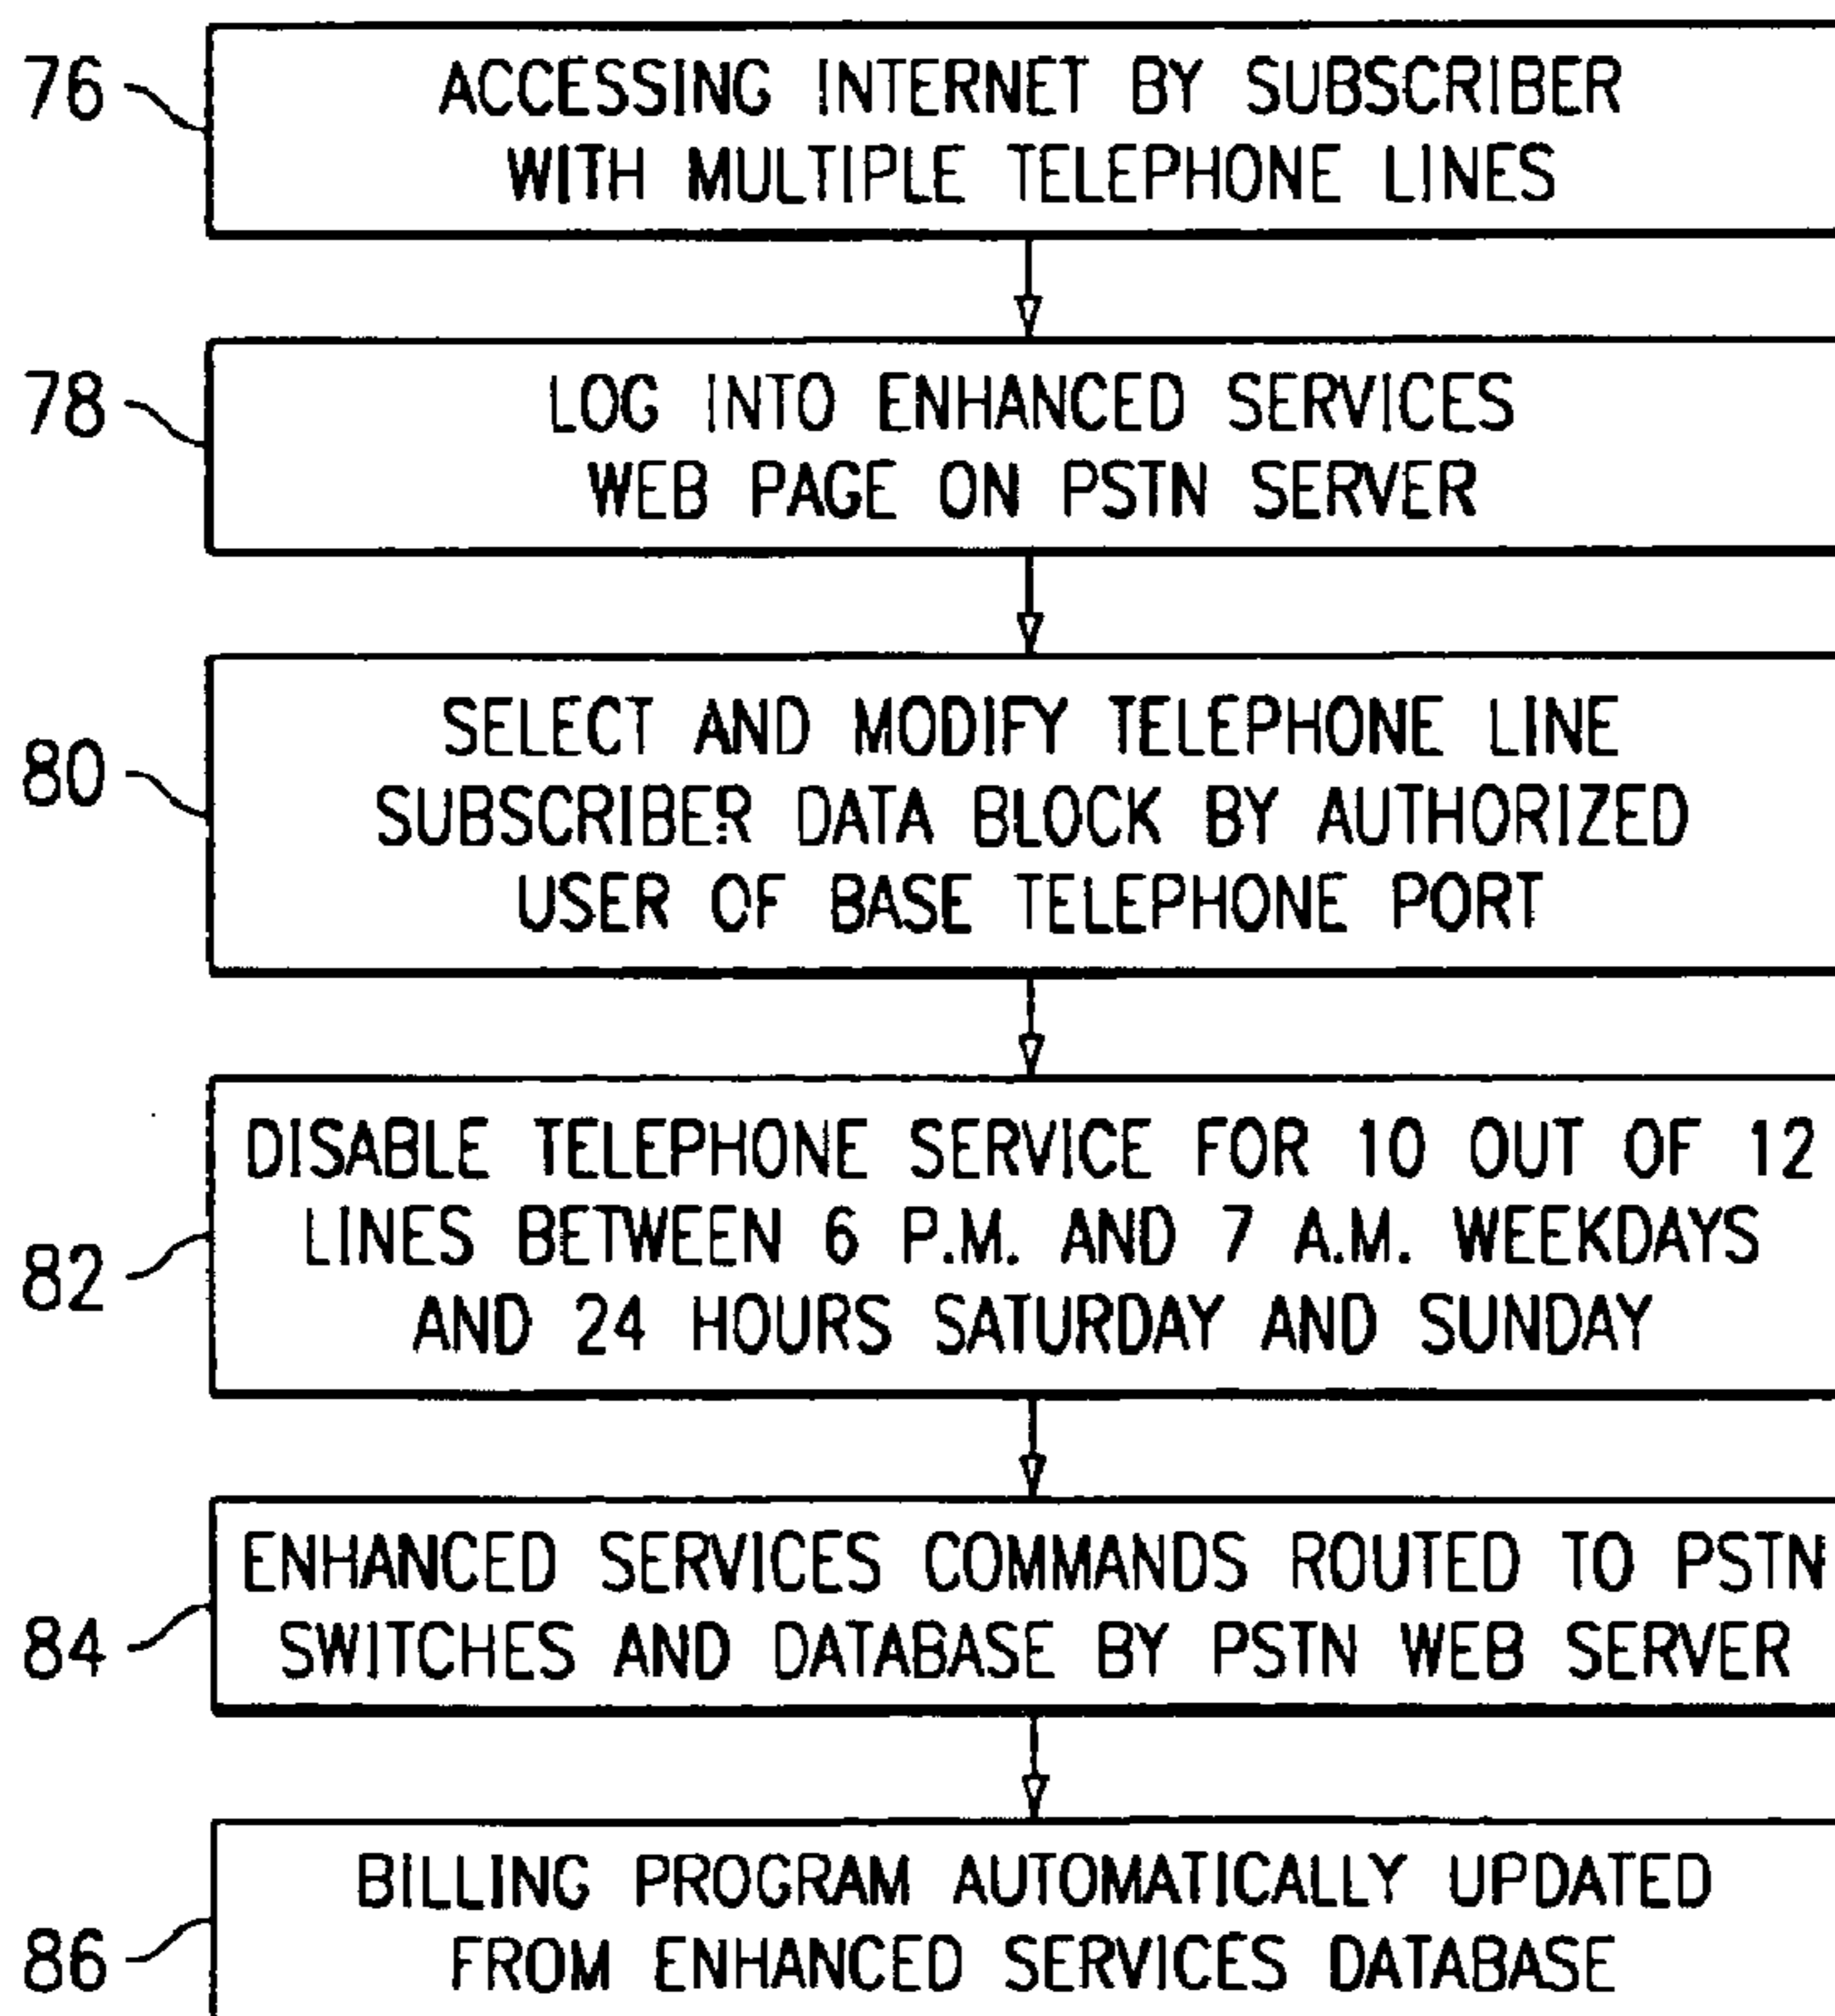 76
ACCESSING INTERNET BY SUBSCRIBER
WITH MULTIPLE TELEPHONE LINES
78
LOG INTO ENHANCED SERVICES
WEB PAGE ON PSTN SERVER
80
SELECT AND MODIFY TELEPHONE LINE
SUBSCRIBER DATA BLOCK BY AUTHORIZED
USER OF BASE TELEPHONE PORT
82
DISABLE TELEPHONE SERVICE FOR 10 OUT OF 12
LINES BETWEEN 6 P.M. AND 7 A.M. WEEKDAYS
AND 24 HOURS SATURDAY AND SUNDAY
84
ENHANCED SERVICES COMMANDS ROUTED TO PSTN
SWITCHES AND DATABASE BY PSTN WEB SERVER
86
BILLING PROGRAM AUTOMATICALLY UPDATED
FROM ENHANCED SERVICES DATABASE